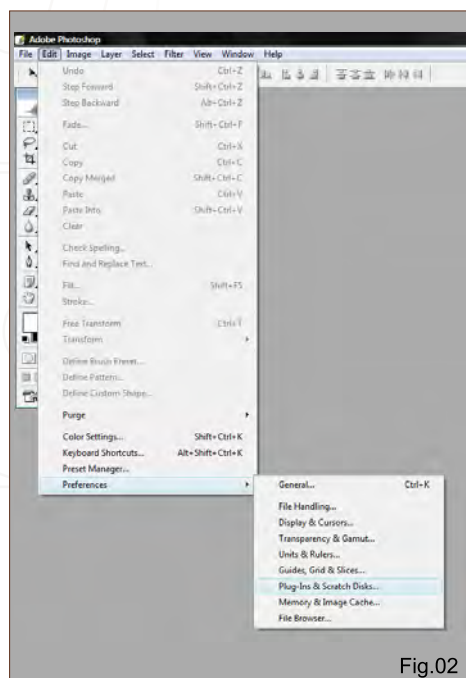 Adobe Photoshop
File Edit Image Layer Select Filter View Window Help
Undo Ctrl+Z
Step Forward Shift+Ctrl+Z
Step Backward Alt+Ctrl+Z
Fade... Shift+Ctrl+F
Cut Ctrl+X
Copy Ctrl+C
Copy Merged Shift+Ctrl+C
Paste Ctrl+V
Paste Into Shift+Ctrl+V
Clear
Check Spelling...
Find and Replace Text...
Fill... Shift+F5
Stroke...
Free Transform Ctrl+T
Transform
Define Brush Preset...
Define Pattern...
Define Custom Shape...
Purge
Color Settings... Shift+Ctrl+K
Keyboard Shortcuts... Alt+Shift+Ctrl+K
Preset Manager...
Preferences
General... Ctrl+K
File Handling...
Display & Cursors...
Transparency & Gamut...
Units & Rulers...
Guides, Grid & Slices...
Plug-Ins & Scratch Disks...
Memory & Image Cache...
File Browser...
Fig.02